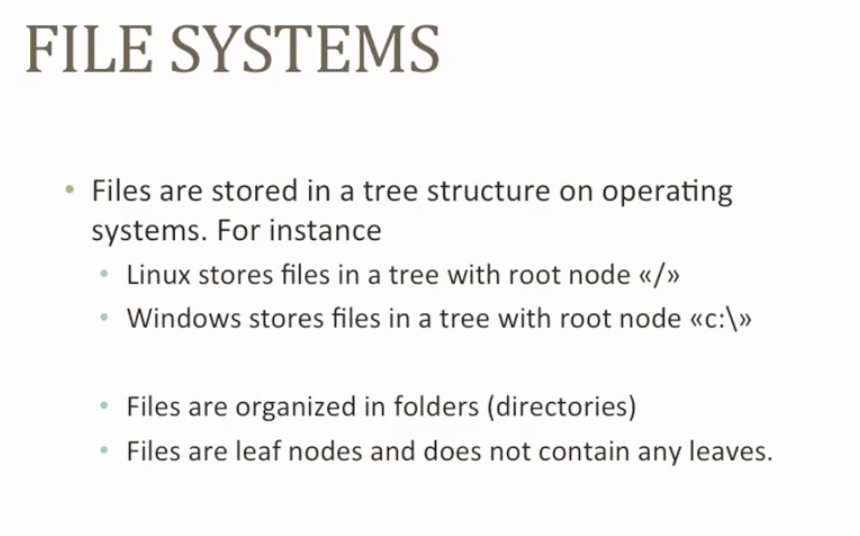 FILE SYSTEMS
• Files are stored in a tree structure on operating
systems. For instance
• Linux stores files in a tree with root node «/»
• Windows stores files in a tree with root node «c:\»
• Files are organized in folders (directories)
• Files are leaf nodes and does not contain any leaves.